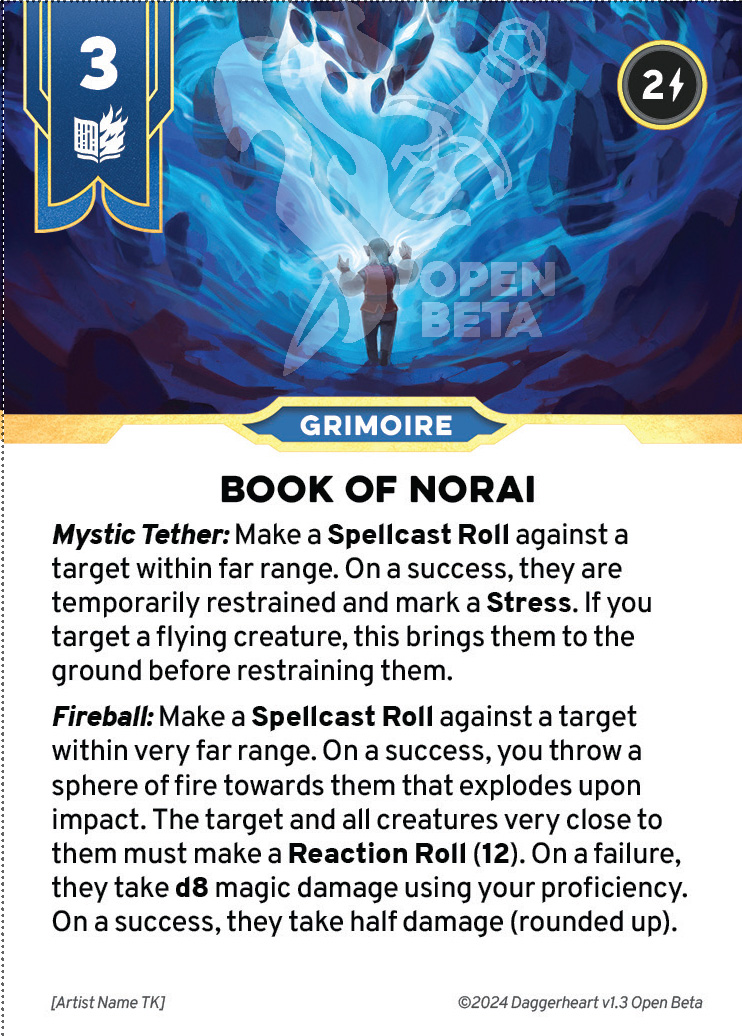 3
2
OPEN
BETA
GRIMOIRE
BOOK OF NORAI
Mystic Tether: Make a Spellcast Roll against a
target within far range. On a success, they are
temporarily restrained and mark a Stress. If you
target a flying creature, this brings them to the
ground before restraining them.
Fireball: Make a Spellcast Roll against a target
within very far range. On a success, you throw a
sphere of fire towards them that explodes upon
impact. The target and all creatures very close to
them must make a Reaction Roll (12). On a failure,
they take d8 magic damage using your proficiency.
On a success, they take half damage (rounded up).
[Artist Name TK]
©2024 Daggerheart v1.3 Open Beta